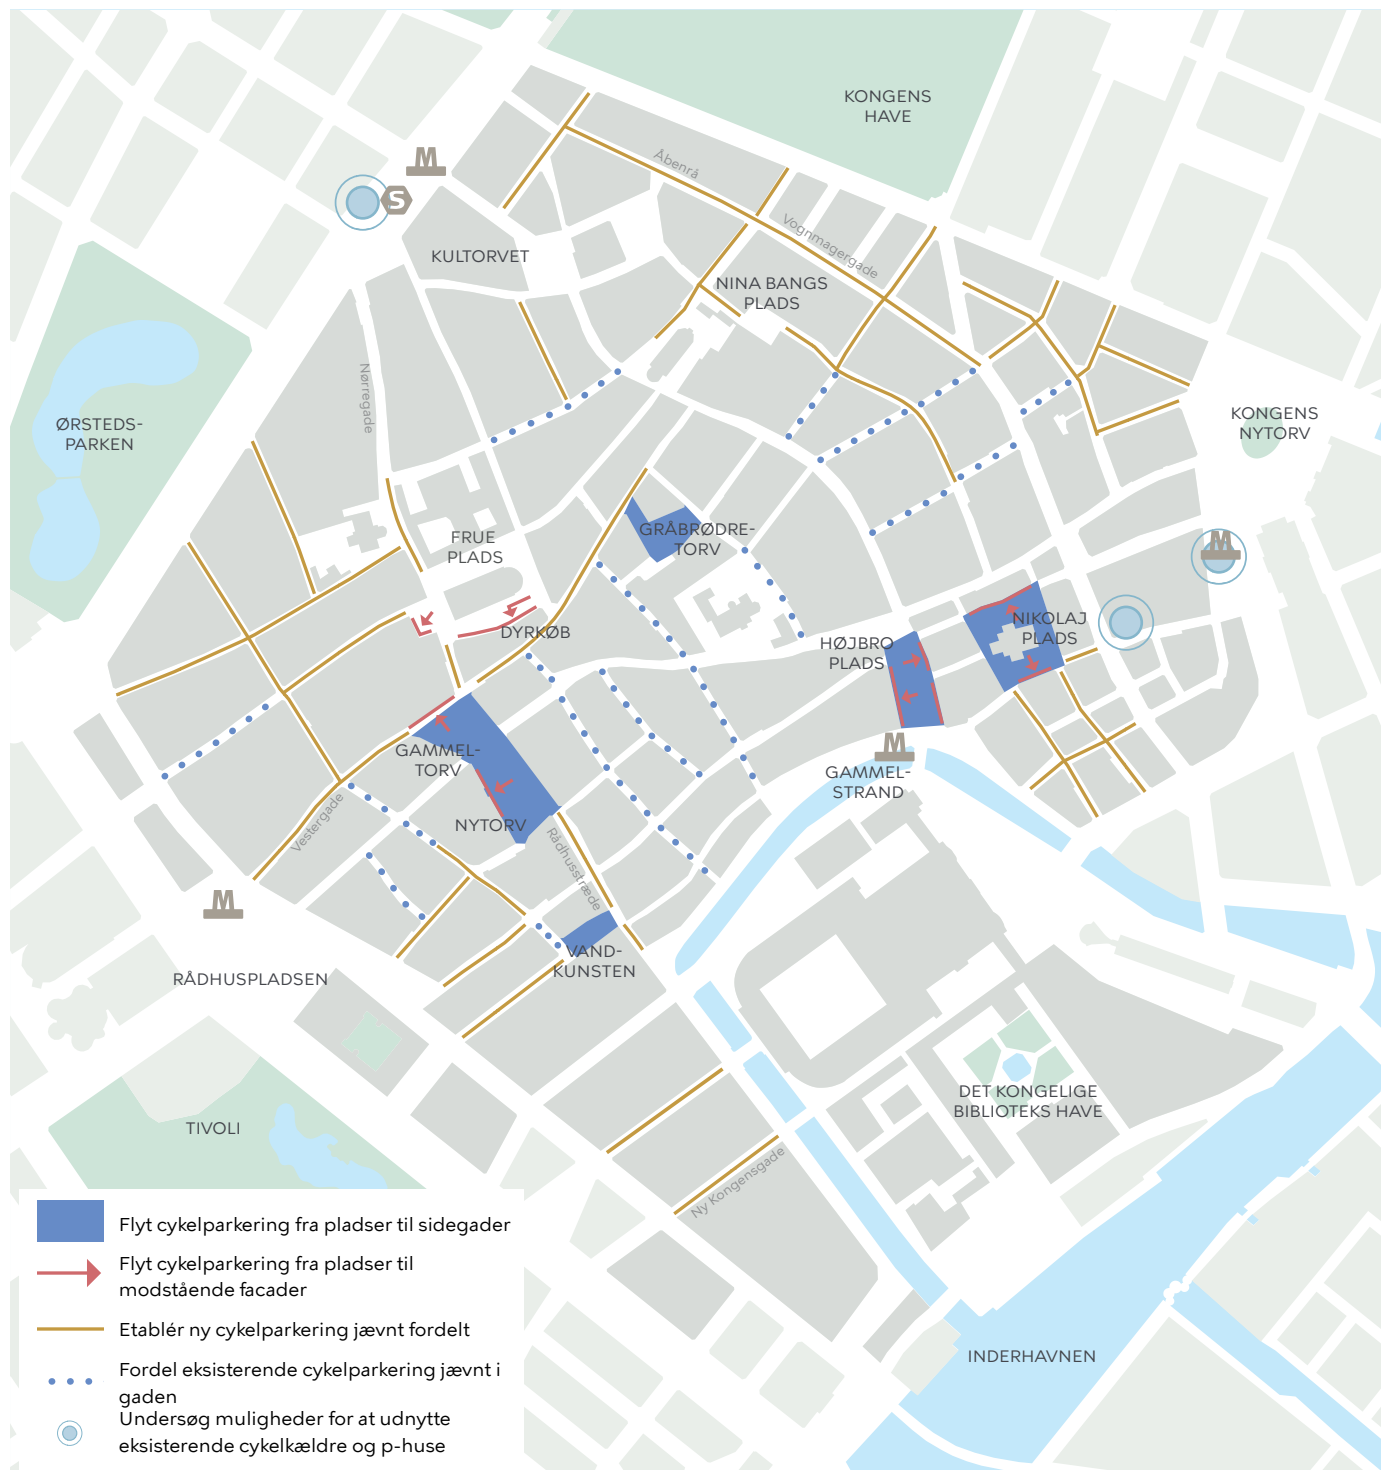 KONGENS
HAVE
M
Åbenrå
S
Vognmagergade
KULTORVET
NINA BANGS
PLADS
Nørregade
ØRSTEDS-
PARKEN
KONGENS
NYTORV
FRUE
PLADS
GRÅBRØDRE-
TORV
M
DYRKØB
NIKOLAJ
PLADS
HØJBRO
PLADS
GAMMEL-
TORV
M
GAMMEL-
STRAND
Vestergade
NYTORV
Rådhusstræde
M
RÅDHUSPLADSEN
VAND-
KUNSTEN
DET KONGELIGE
BIBLIOTEKS HAVE
TIVOLI
Ny Kongensgade
INDERHAVNEN
Flyt cykelparkering fra pladser til sidegader
Flyt cykelparkering fra pladser til
modstående facader
Etablér ny cykelparkering jævnt fordelt
Fordel eksisterende cykelparkering jævnt i
gaden
Undersøg muligheder for at udnytte
eksisterende cykelkældre og p-huse